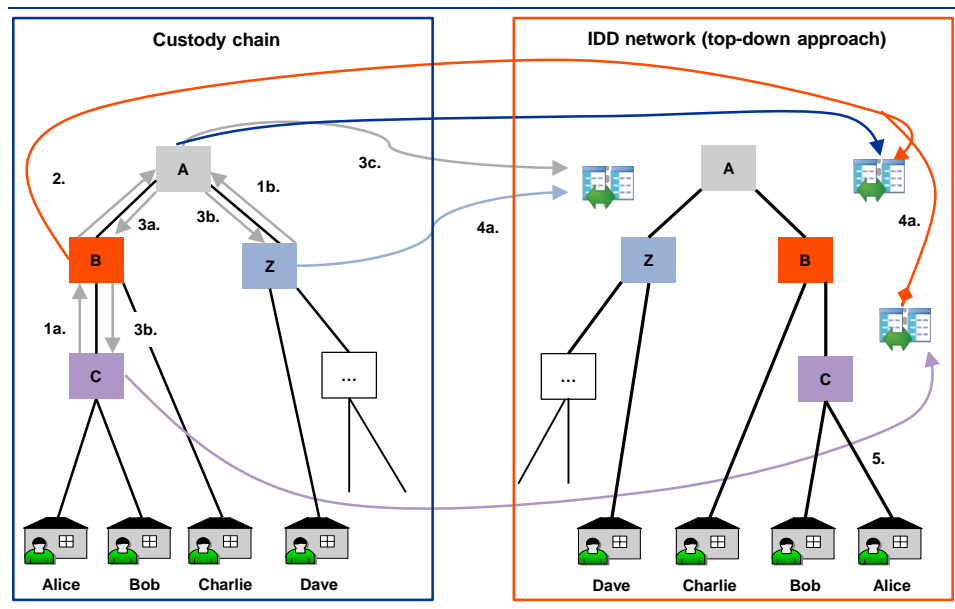 Custody chain
IDD network (top-down approach)
A
2.
3a.
3b.
1b.
3c.
B
Z
1a.
3b.
C
...
Alice
Bob
Charlie
Dave
A
4a.
4a.
Z
B
...
C
5.
Dave
Charlie
Bob
Alice